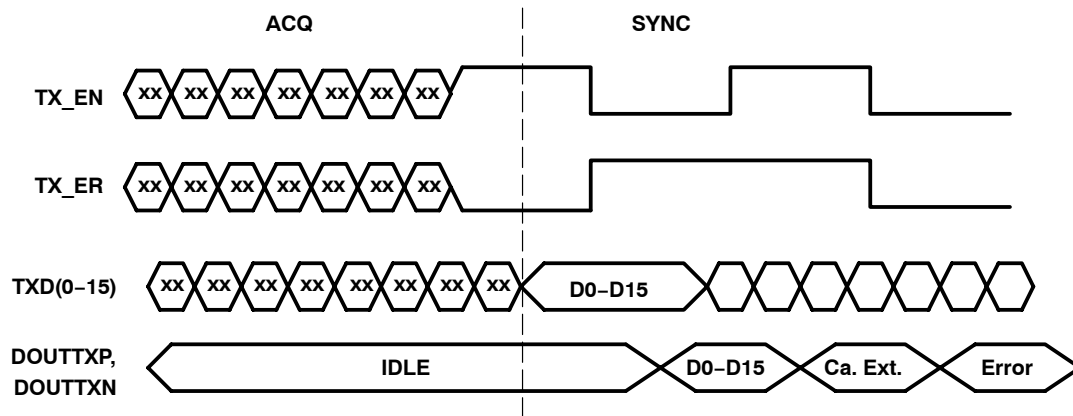 ACQ SYNC
TX_EN xx xx xx xx xx xx xx
TX_ER xx xx xx xx xx xx xx
TXD(0–15) xx xx xx xx xx xx xx xx D0–D15
DOUTTXP,
DOUTTXN IDLE D0–D15 Ca. Ext. Error